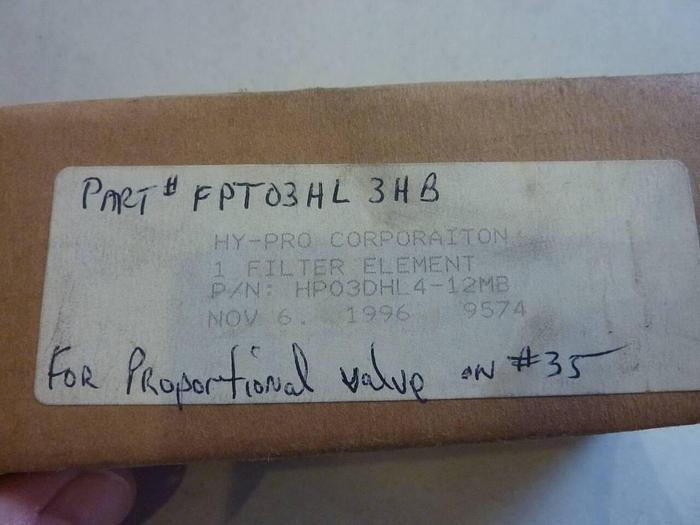 PART # FPT03HL 3HB
HY-PRO CORPORAITON
1 FILTER ELEMENT
P/N: HP03DHL4-12MB
NOV 6. 1996 9574
FOR Proportional valve on #35